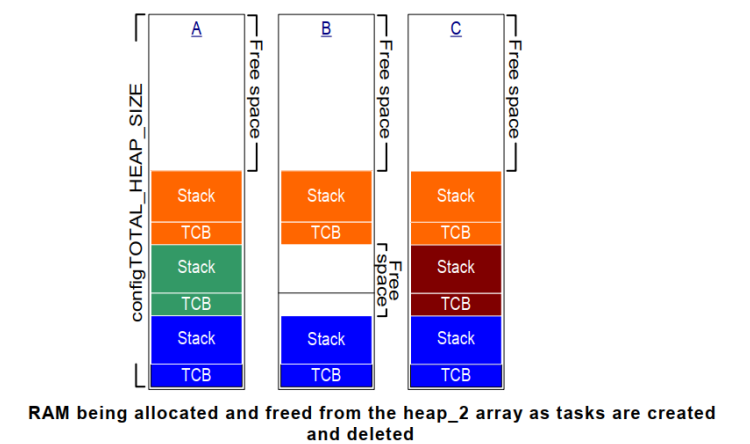 A
B
C
configTOTAL_HEAP_SIZE
Free space
Free space
Free space
Stack
Stack
Stack
TCB
TCB
TCB
Stack
Free
space
Stack
TCB
TCB
Stack
Stack
Stack
TCB
TCB
TCB
RAM being allocated and freed from the heap_2 array as tasks are created
and deleted